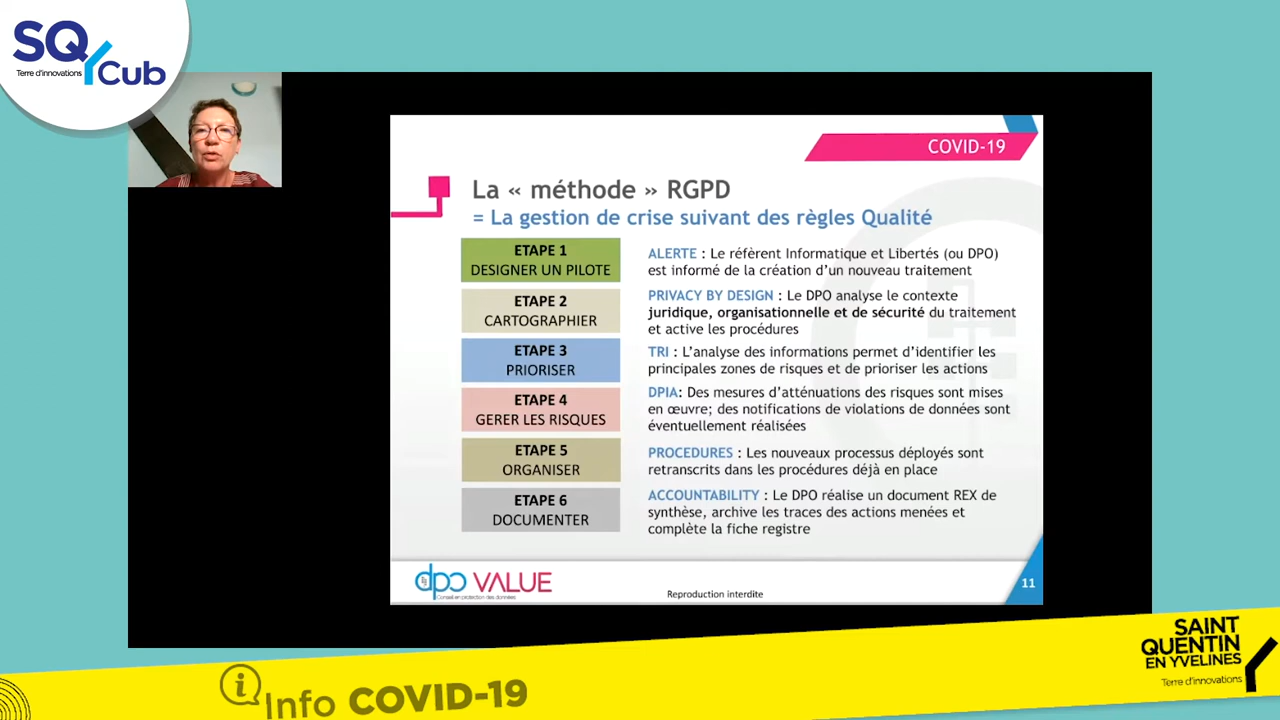 SQY Cub
Terre d'innovations
COVID-19
La « méthode » RGPD
= La gestion de crise suivant des règles Qualité
ETAPE 1
DESIGNER UN PILOTE
ALERTE : Le réfèrent Informatique et Libertés (ou DPO)
est informé de la création d'un nouveau traitement
ETAPE 2
CARTOGRAPHIER
PRIVACY BY DESIGN : Le DPO analyse le contexte
juridique, organisationnelle et de sécurité du traitement
et active les procédures
ETAPE 3
PRIORISER
TRI : L'analyse des informations permet d'identifier les
principales zones de risques et de prioriser les actions
ETAPE 4
GERER LES RISQUES
DPIA: Des mesures d'atténuations des risques sont mises
en œuvre; des notifications de violations de données sont
éventuellement réalisées
ETAPE 5
ORGANISER
PROCEDURES : Les nouveaux processus déployés sont
retranscrits dans les procédures déjà en place
ETAPE 6
DOCUMENTER
ACCOUNTABILITY : Le DPO réalise un document REX de
synthèse, archive les traces des actions menées et
complète la fiche registre
dpo VALUE
Conseil en protection des données
Reproduction interdite
11
i Info COVID-19
SAINT
QUENTIN
EN YVELINES
Terre d'innovations